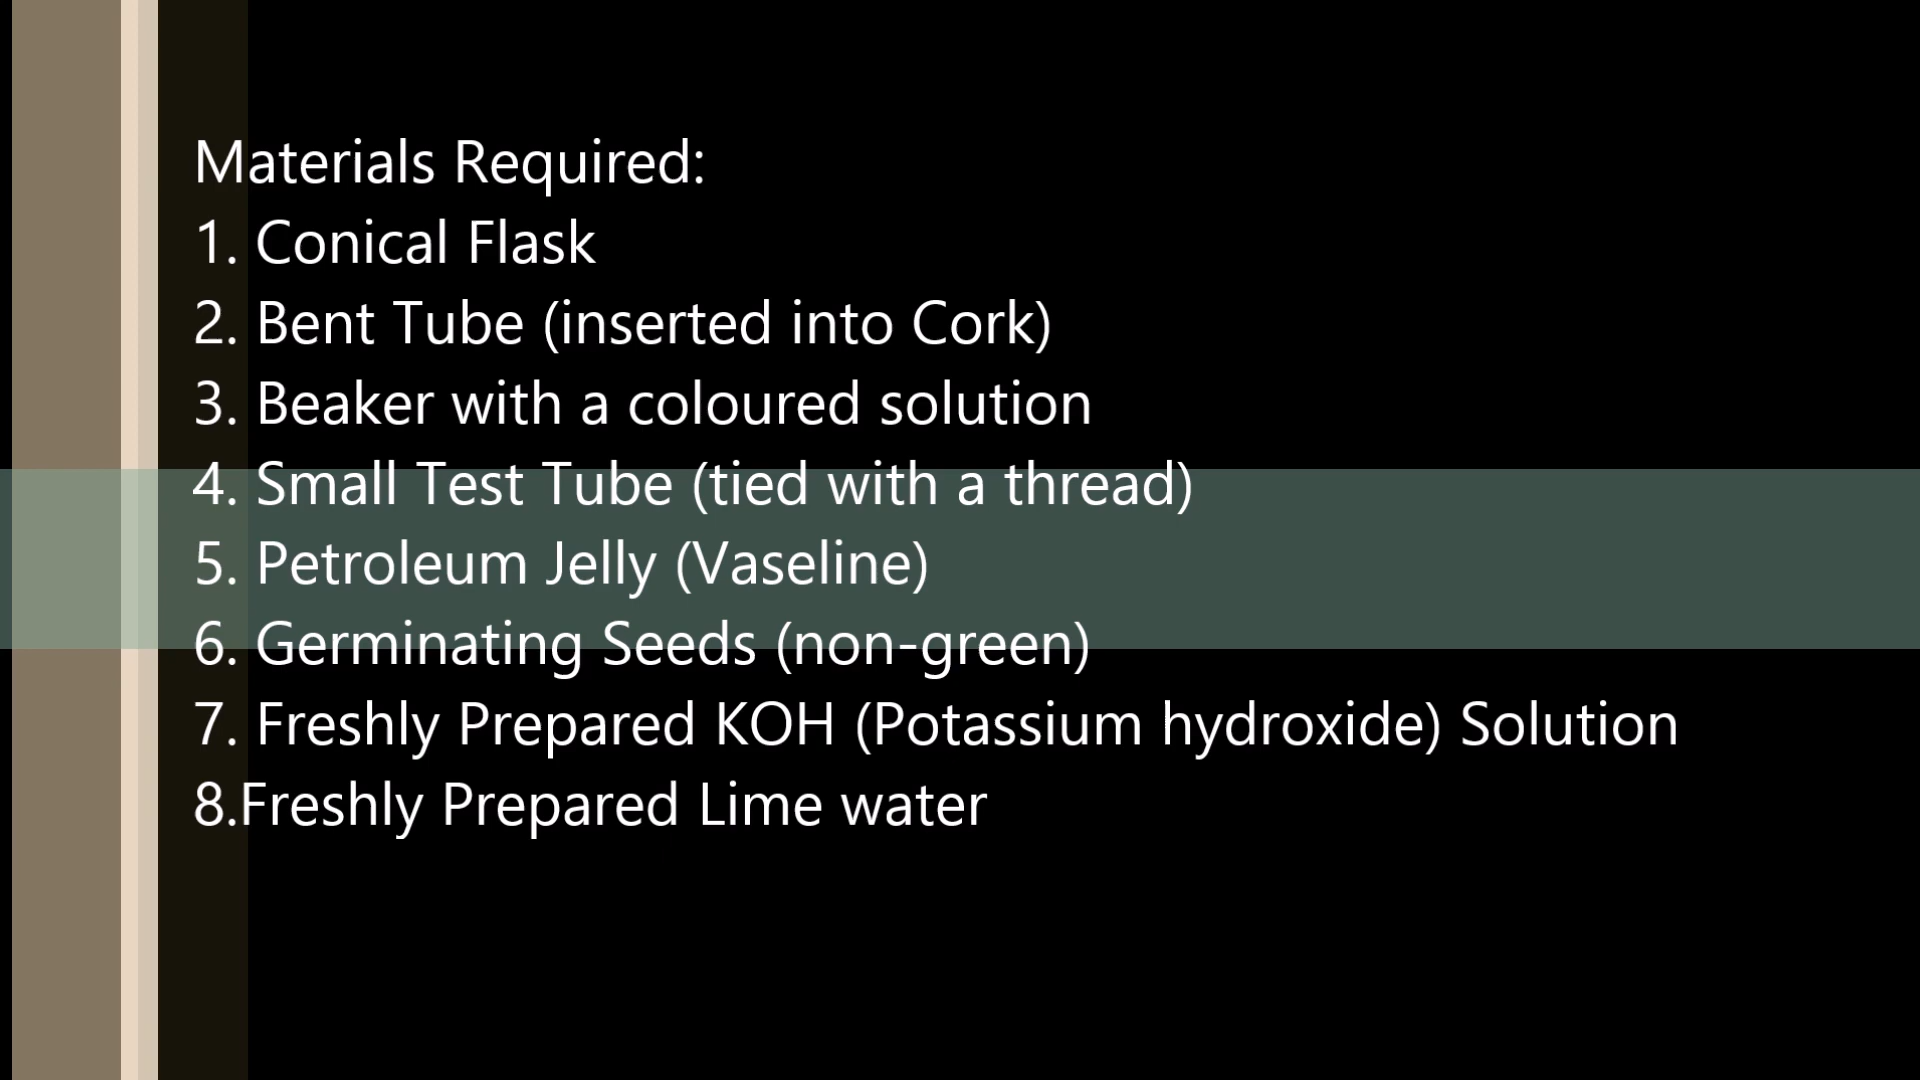 Materials Required:
1. Conical Flask
2. Bent Tube (inserted into Cork)
3. Beaker with a coloured solution
4. Small Test Tube (tied with a thread)
5. Petroleum Jelly (Vaseline)
6. Germinating Seeds (non-green)
7. Freshly Prepared KOH (Potassium hydroxide) Solution
8.Freshly Prepared Lime water